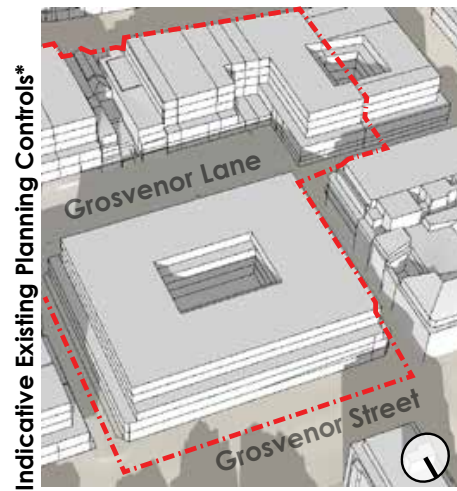 Indicative Existing Planning Controls*
Grosvenor Lane
Grosvenor Street